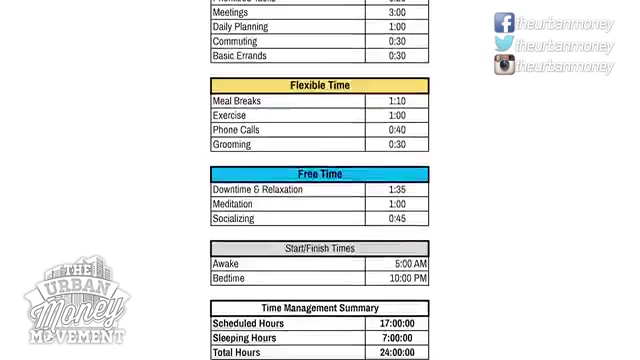 Meetings 3:00
Daily Planning 1:00
Commuting 0:30
Basic Errands 0:30
Flexible Time
Meal Breaks 1:10
Exercise 1:00
Phone Calls 0:40
Grooming 0:30
Free Time
Downtime & Relaxation 1:35
Meditation 1:00
Socializing 0:45
Start/Finish Times
Awake 5:00 AM
Bedtime 10:00 PM
Time Management Summary
Scheduled Hours 17:00:00
Sleeping Hours 7:00:00
Total Hours 24:00:00
theurbanmoney
theurbanmoney
theurbanmoney
THE
URBAN
Money
MOVEMENT